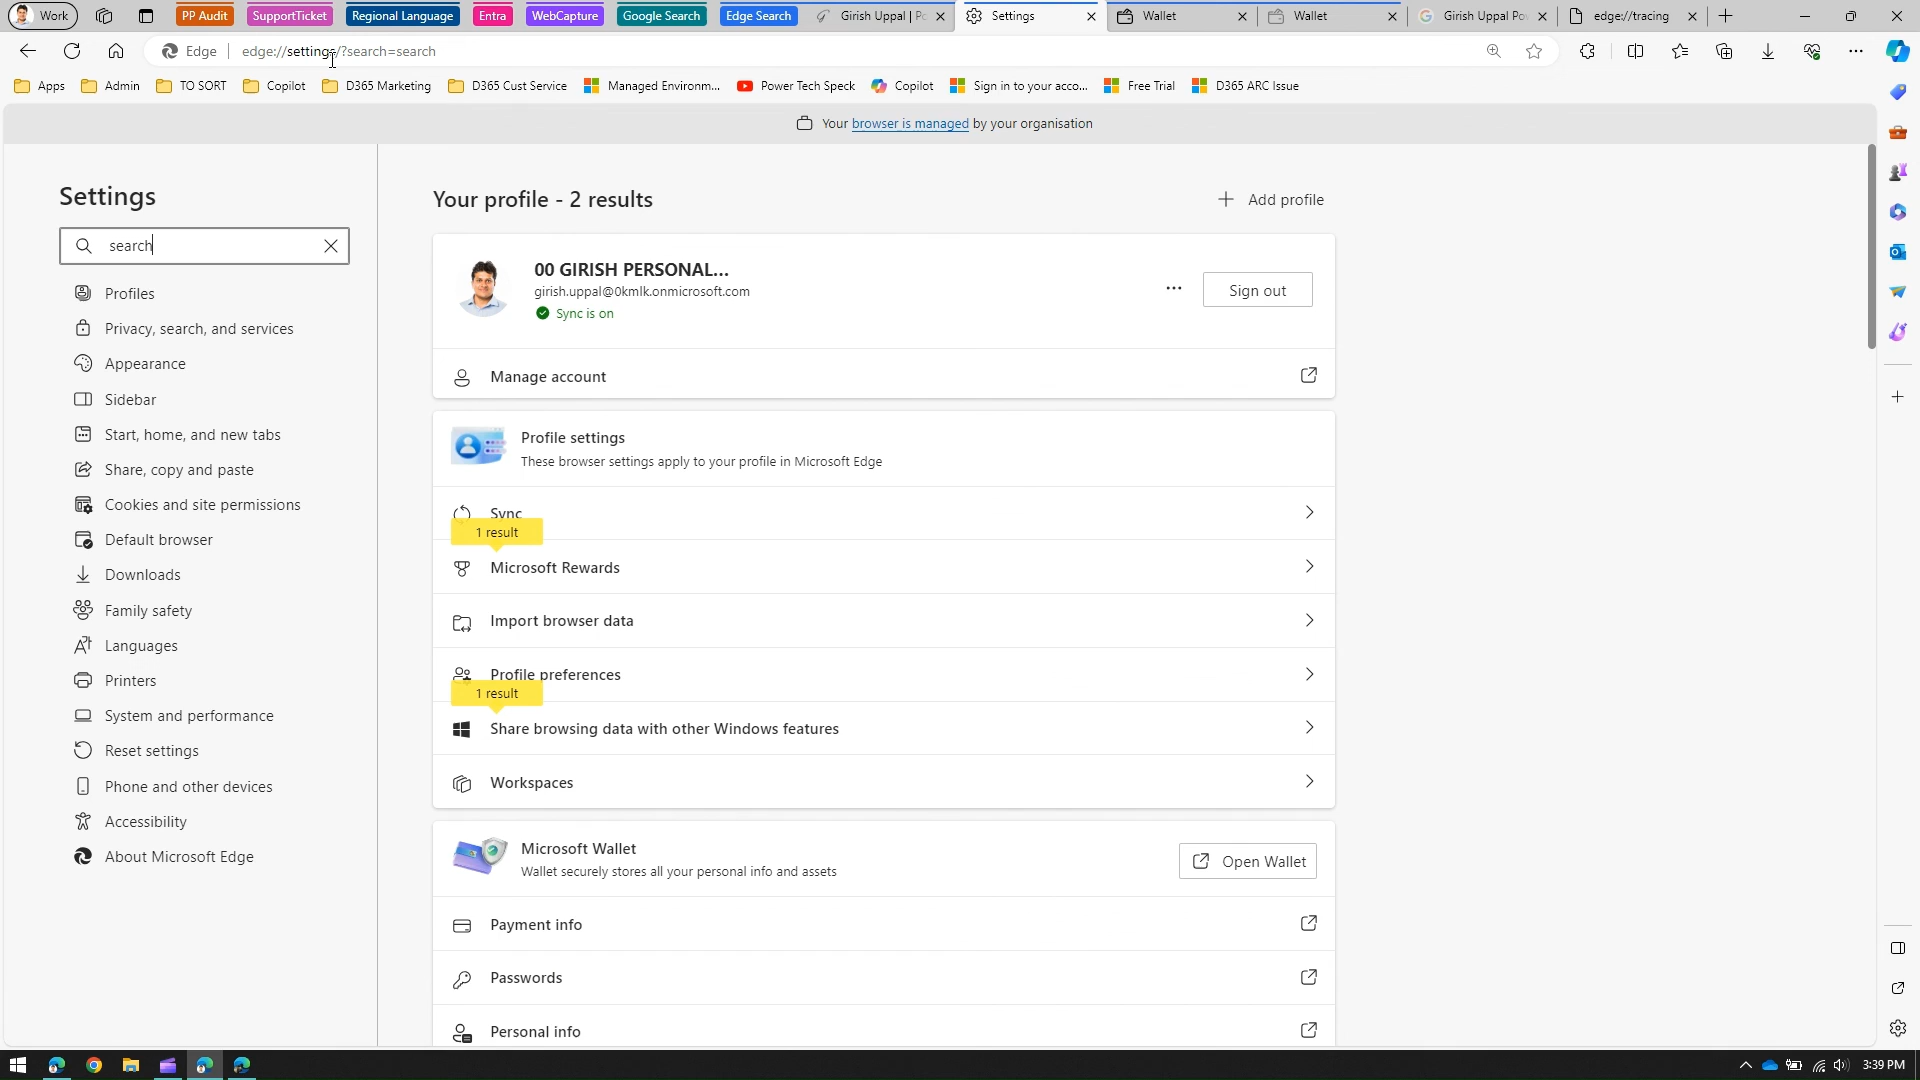 Work
PP Audit
SupportTicket
Regional Language
Entra
WebCapture
Google Search
Edge Search
Girish Uppal | Po
Settings
Wallet
Wallet
Girish Uppal Pow
edge://tracing
Edge
edge://settings/?search=search
Apps
Admin
TO SORT
Copilot
D365 Marketing
D365 Cust Service
Managed Environm...
Power Tech Speck
Copilot
Sign in to your acco...
Free Trial
D365 ARC Issue
Your browser is managed by your organisation
Settings
search
Profiles
Privacy, search, and services
Appearance
Sidebar
Start, home, and new tabs
Share, copy and paste
Cookies and site permissions
Default browser
Downloads
Family safety
Languages
Printers
System and performance
Reset settings
Phone and other devices
Accessibility
About Microsoft Edge
Your profile - 2 results
Add profile
00 GIRISH PERSONAL...
girish.uppal@0kmlk.onmicrosoft.com
Sync is on
Sign out
Manage account
Profile settings
These browser settings apply to your profile in Microsoft Edge
Sync
1 result
Microsoft Rewards
Import browser data
Profile preferences
1 result
Share browsing data with other Windows features
Workspaces
Microsoft Wallet
Wallet securely stores all your personal info and assets
Open Wallet
Payment info
Passwords
Personal info
3:39 PM